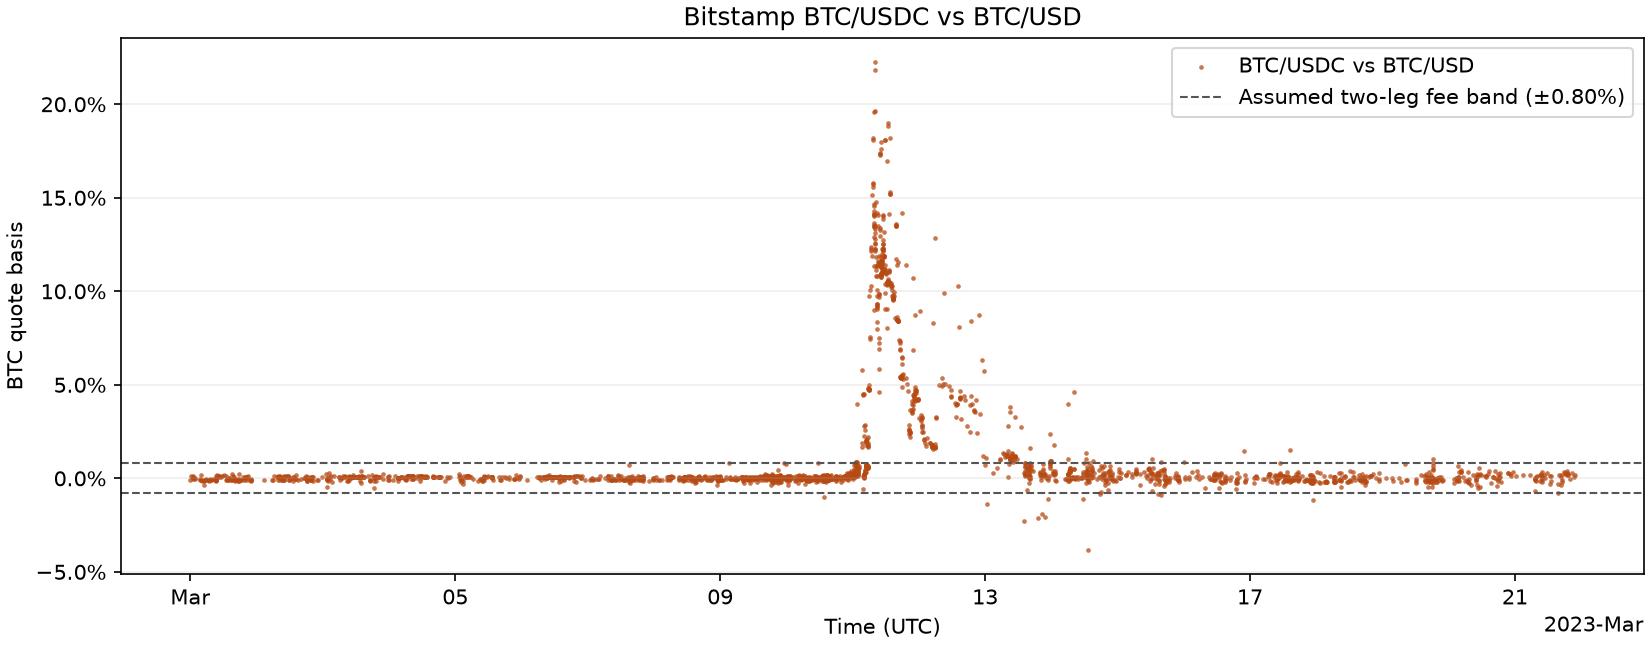 Bitstamp BTC/USDC vs BTC/USD
BTC/USDC vs BTC/USD
Assumed two-leg fee band (±0.80%)
BTC quote basis
20.0%
15.0%
10.0%
5.0%
0.0%
−5.0%
Mar
05
09
13
17
21
Time (UTC)
2023-Mar